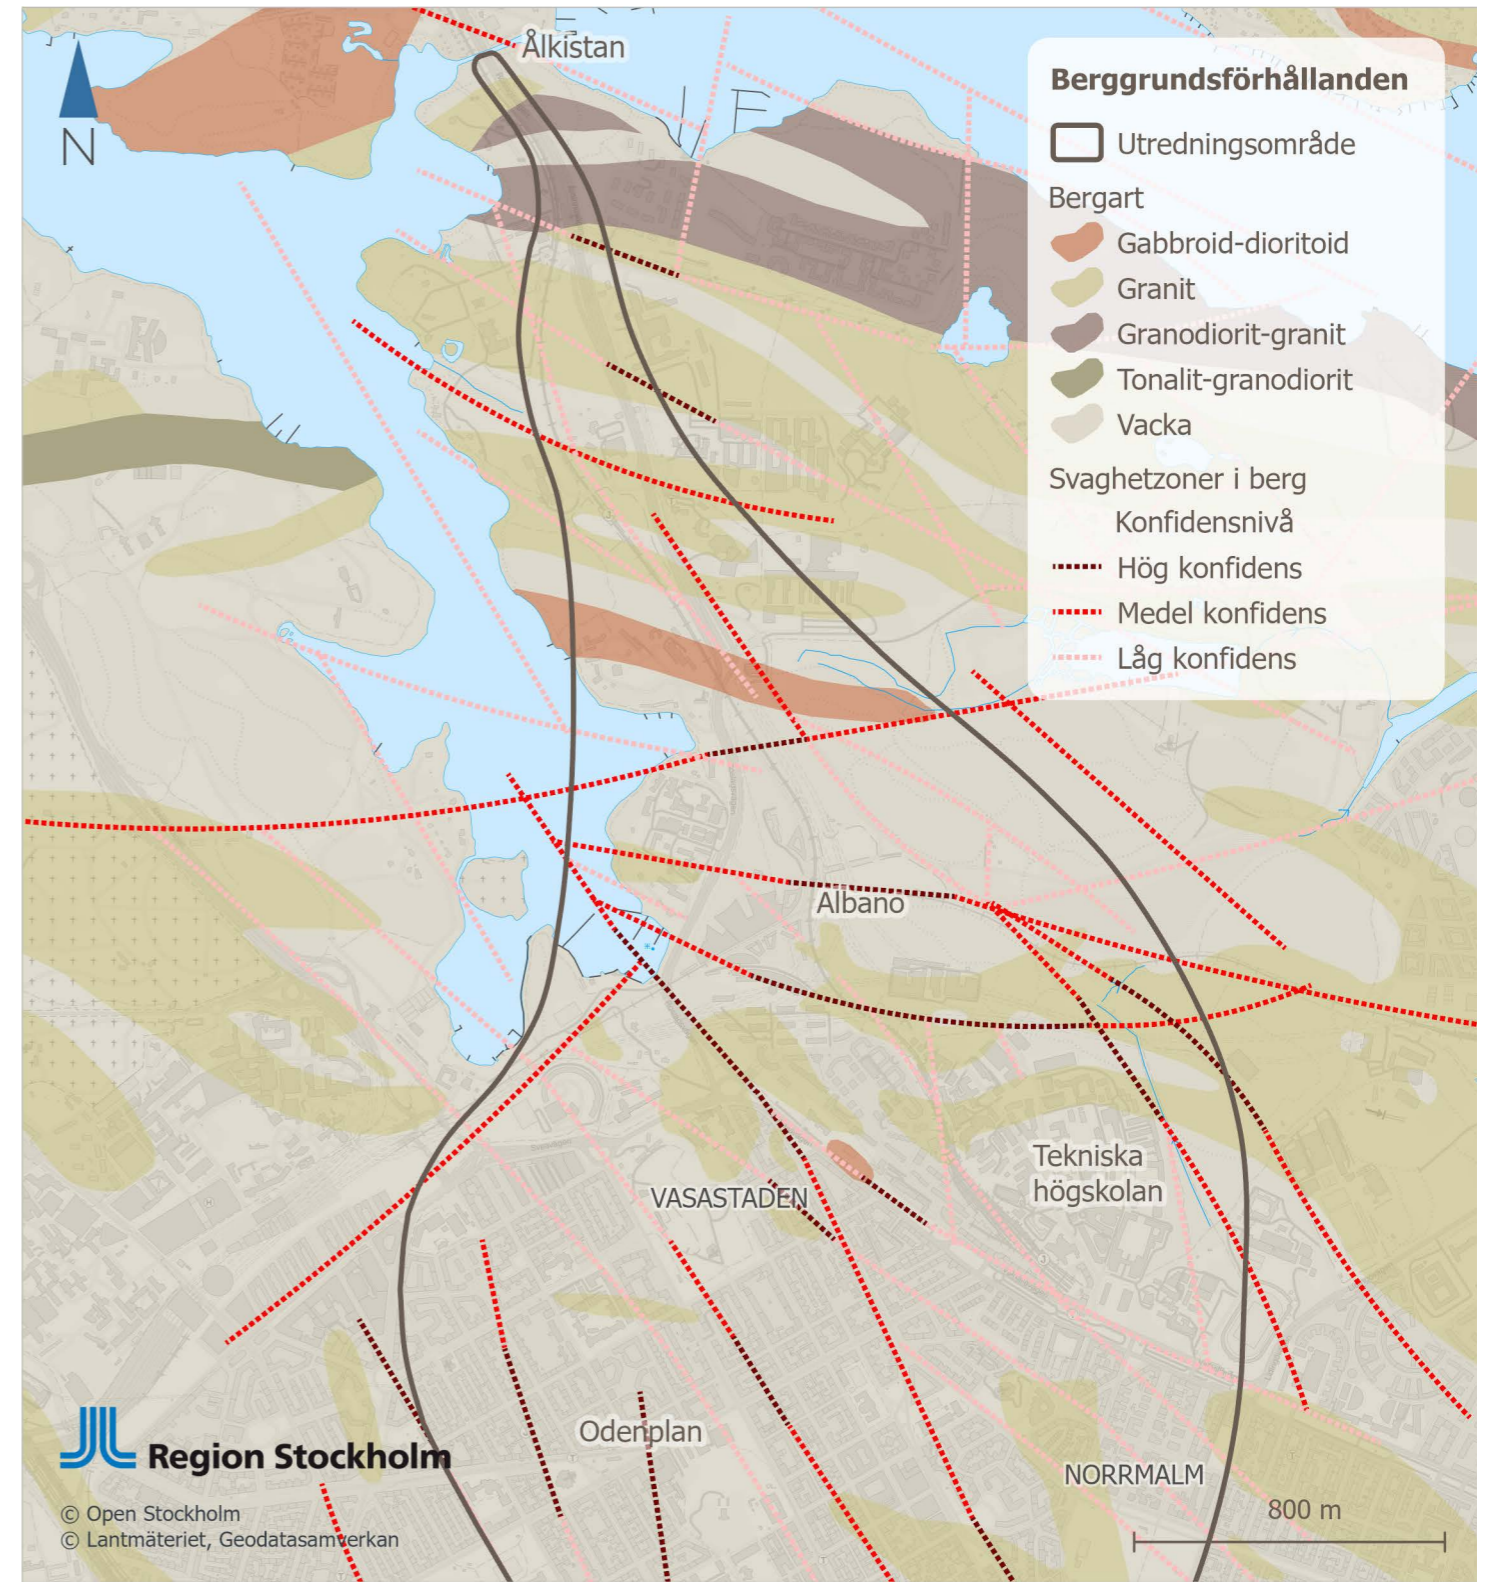 Ålkistan
N
Berggrundsförhållanden
Utredningsområde
Bergart
Gabbroid-dioritoid
Granit
Granodiorit-granit
Tonalit-granodiorit
Vacka
Svaghetzoner i berg
Konfidensnivå
Hög konfidens
Medel konfidens
Låg konfidens
Albano
Tekniska
högskolan
VASASTADEN
Odenplan
NORRMALM
Region Stockholm
© Open Stockholm
© Lantmäteriet, Geodatasamverkan
800 m